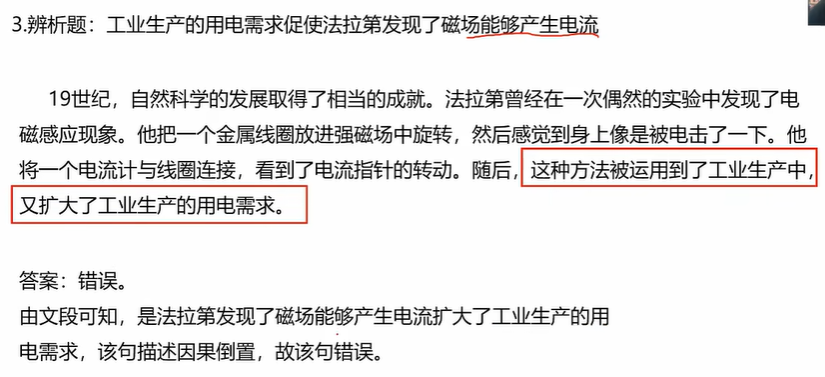 3.辨析题：工业生产的用电需求促使法拉第发现了磁场能够产生电流
19世纪，自然科学的发展取得了相当的成就。法拉第曾经在一次偶然的实验中发现了电
磁感应现象。他把一个金属线圈放进强磁场中旋转，然后感觉到身上像是被电击了一下。他
将一个电流计与线圈连接，看到了电流指针的转动。随后，这种方法被运用到了工业生产中，
又扩大了工业生产的用电需求。
答案：错误。
由文段可知，是法拉第发现了磁场能够产生电流扩大了工业生产的用
电需求，该句描述因果倒置，故该句错误。